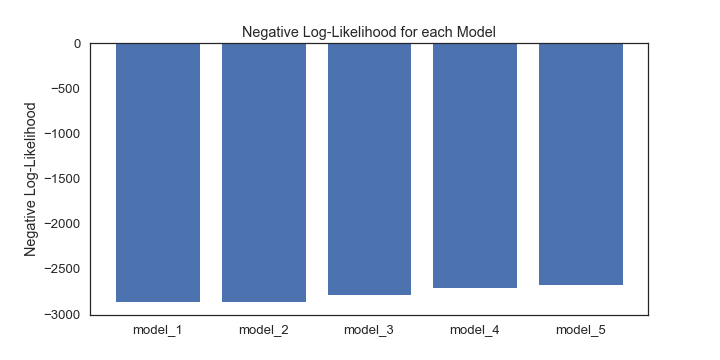 Negative Log-Likelihood for each Model
Negative Log-Likelihood
0
−500
−1000
−1500
−2000
−2500
−3000
model_1 model_2 model_3 model_4 model_5